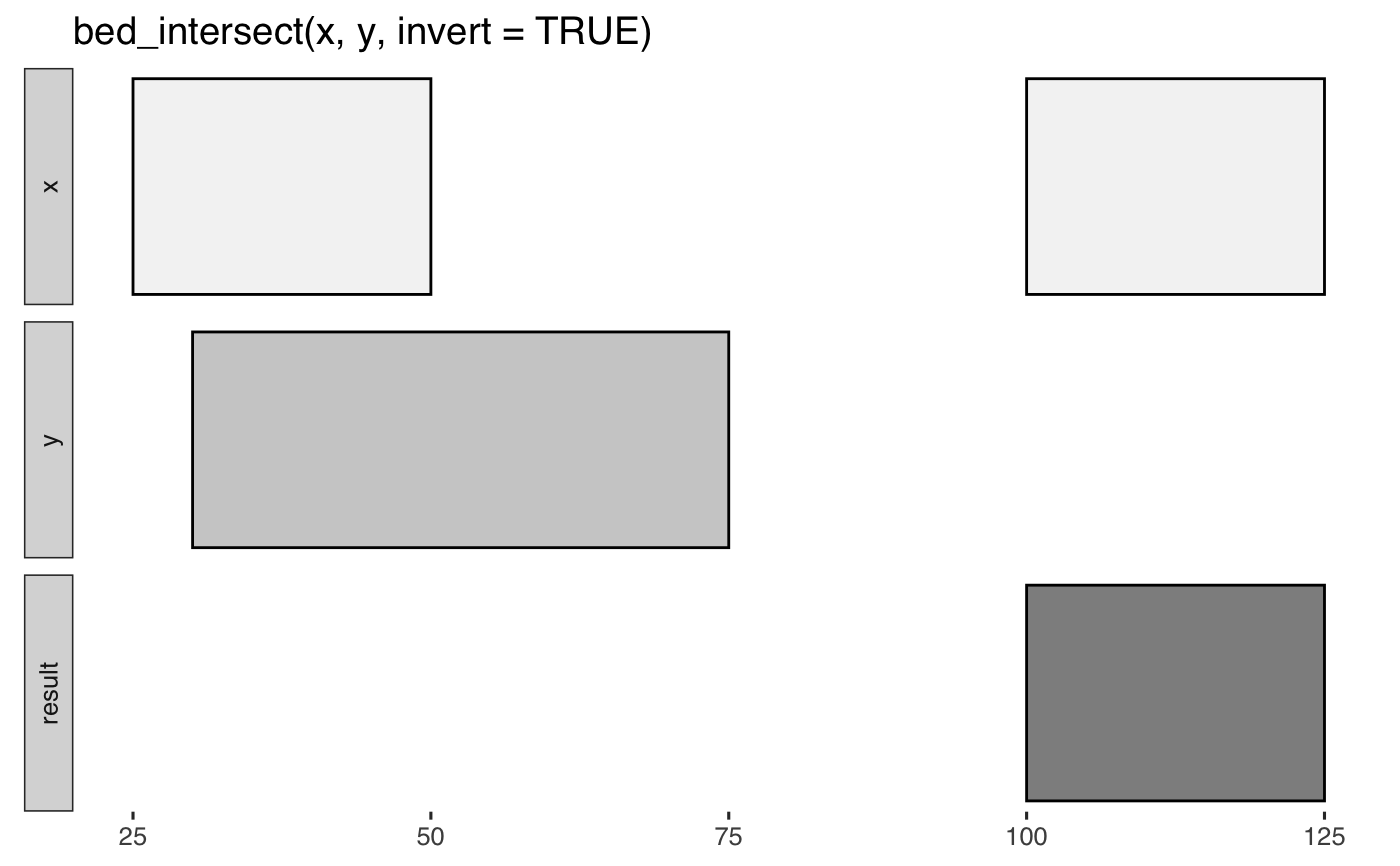 bed_intersect(x, y, invert = TRUE)
x
y
result
25 50 75 100 125